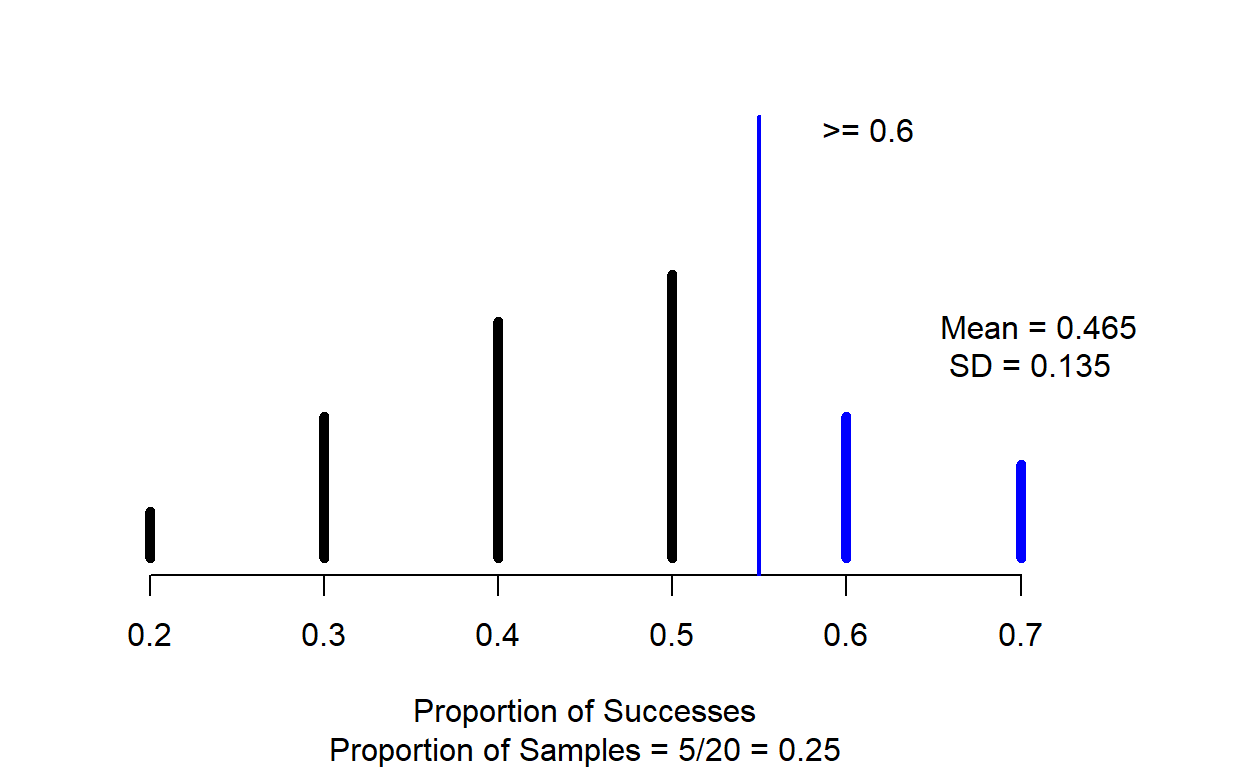 >= 0.6
Mean = 0.465
SD = 0.135
0.2 0.3 0.4 0.5 0.6 0.7
Proportion of Successes
Proportion of Samples = 5/20 = 0.25